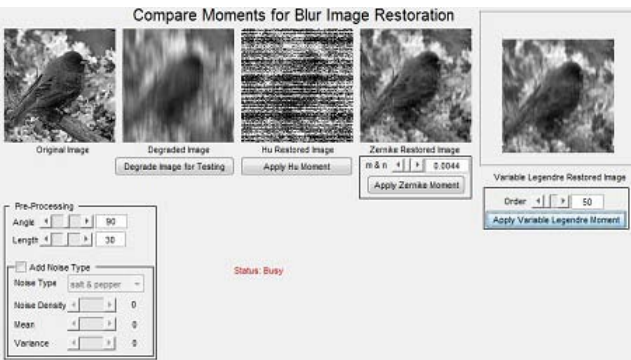 Compare Moments for Blur Image Restoration
Original Image
Degraded Image
Hu Restored Image
Zernike Restored Image
Degrade Image for Testing
Apply Hu Moment
m & n 0.0044
Apply Zernike Moment
Variable Legendre Restored Image
Order 50
Apply Variable Legendre Moment
Pre-Processing
Angle 90
Length 30
Add Noise Type
Noise Type salt & pepper
Noise Density 0
Mean 0
Variance 0
Status: Busy